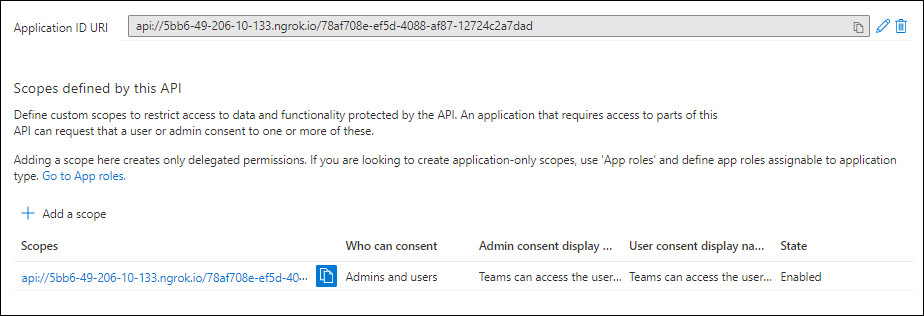 Application ID URI api://5bb6-49-206-10-133.ngrok.io/78af708e-ef5d-4088-af87-12724c2a7dad
Scopes defined by this API
Define custom scopes to restrict access to data and functionality protected by the API. An application that requires access to parts of this
API can request that a user or admin consent to one or more of these.
Adding a scope here creates only delegated permissions. If you are looking to create application-only scopes, use 'App roles' and define app roles assignable to application
type. Go to App roles.
+ Add a scope
Scopes Who can consent Admin consent display ... User consent display na... State
api://5bb6-49-206-10-133.ngrok.io/78af708e-ef5d-40... Admins and users Teams can access the user... Teams can access the user... Enabled